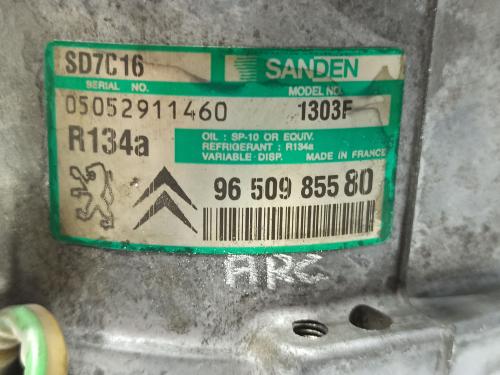 SD7C16 SANDEN
SERIAL NO. MODEL NO.
05052911460 1303F
R134a
OIL : SP-10 OR EQUIV.
REFRIGERANT : R134a
VARIABLE DISP. MADE IN FRANCE
96 509 855 80
ARC